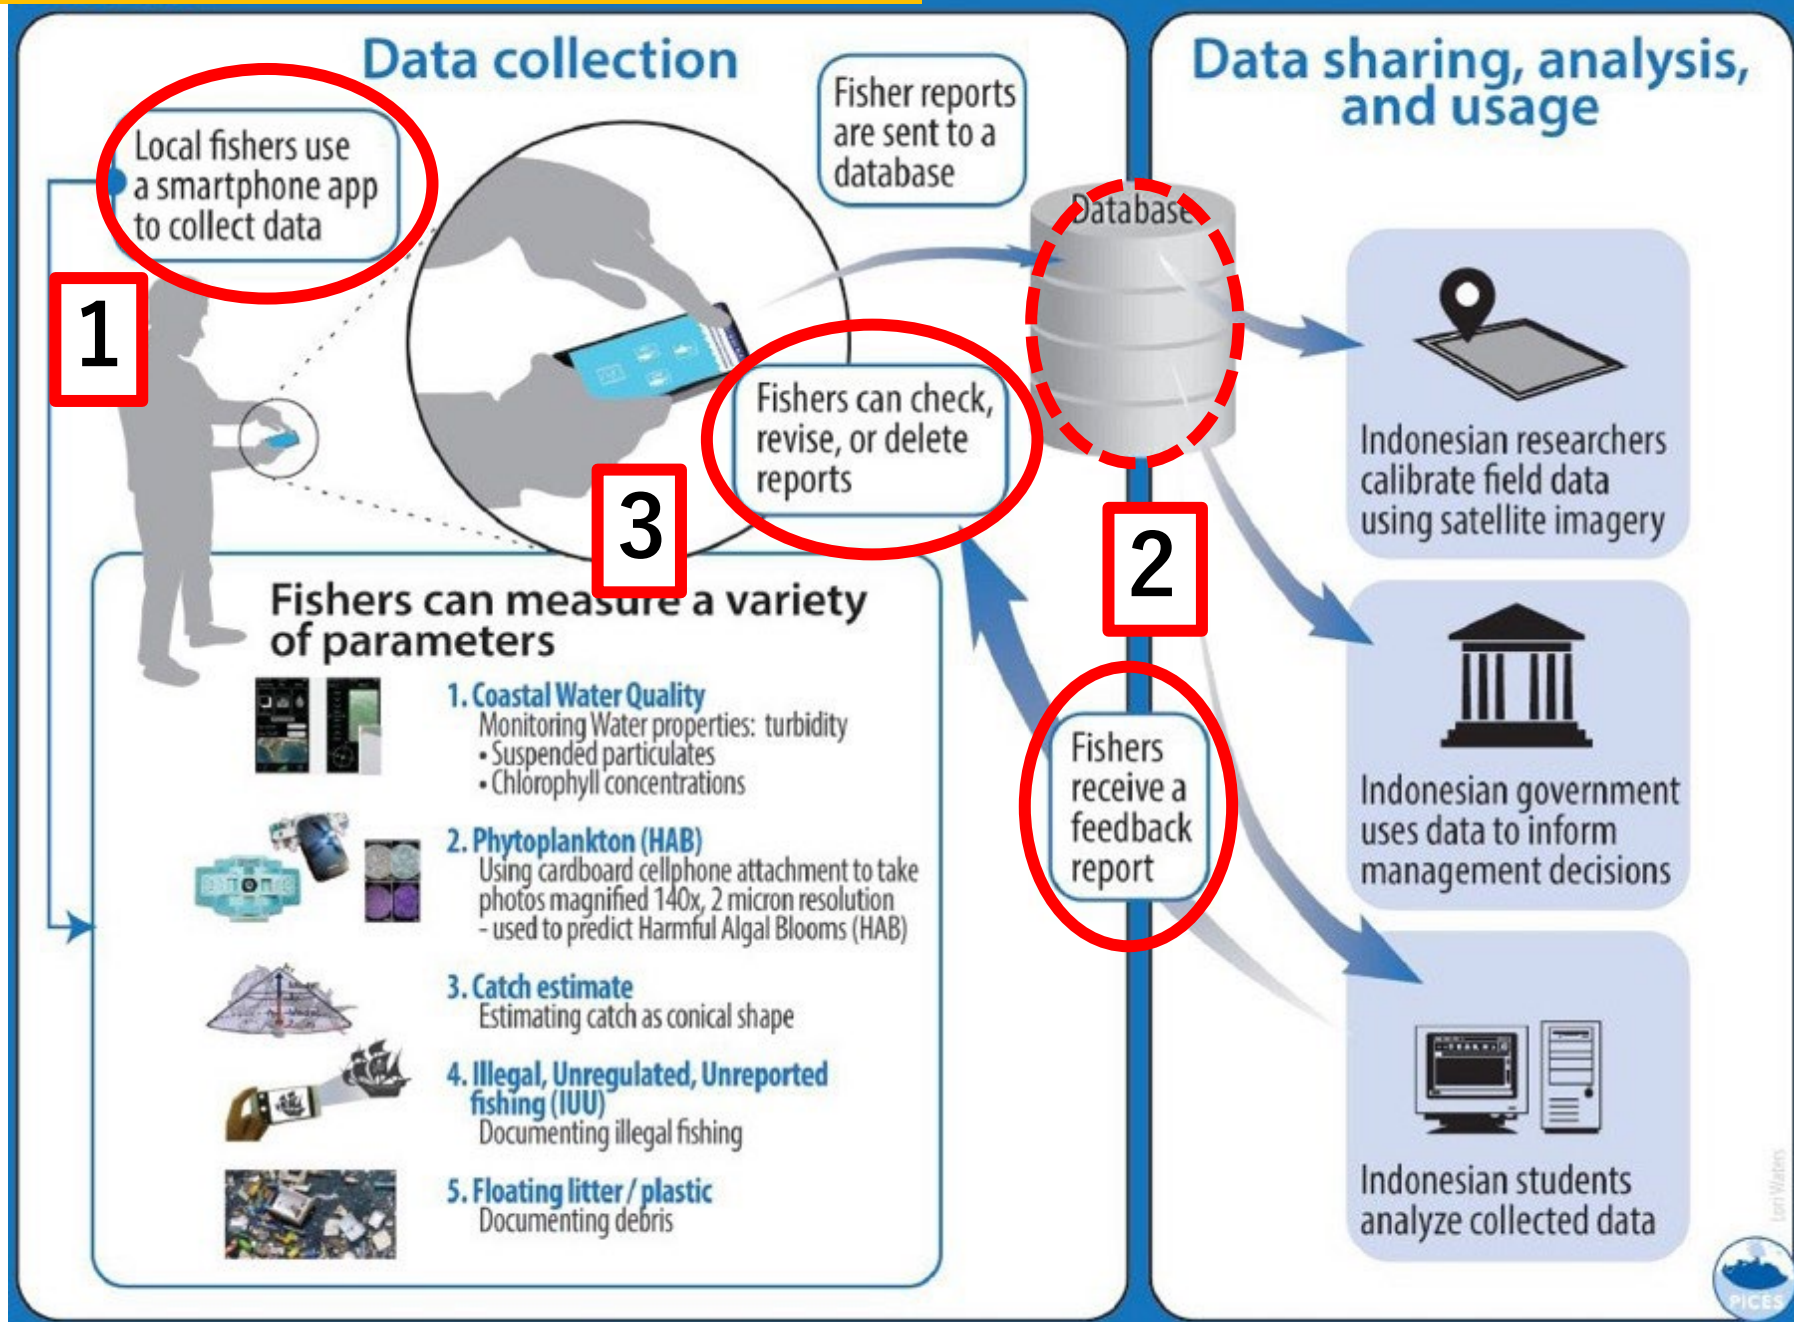 Data collection
Local fishers use
a smartphone app
to collect data
1
Fisher reports
are sent to a
database
Database
Fishers can check,
revise, or delete
reports
3
2
Fishers can measure a variety
of parameters
1. Coastal Water Quality
Monitoring Water properties: turbidity
• Suspended particulates
• Chlorophyll concentrations
2. Phytoplankton (HAB)
Using cardboard cellphone attachment to take
photos magnified 140x, 2 micron resolution
- used to predict Harmful Algal Blooms (HAB)
3. Catch estimate
Estimating catch as conical shape
4. Illegal, Unregulated, Unreported
fishing (IUU)
Documenting illegal fishing
5. Floating litter / plastic
Documenting debris
Fishers
receive a
feedback
report
Data sharing, analysis,
and usage
Indonesian researchers
calibrate field data
using satellite imagery
Indonesian government
uses data to inform
management decisions
Indonesian students
analyze collected data
Lori Waters
PICES